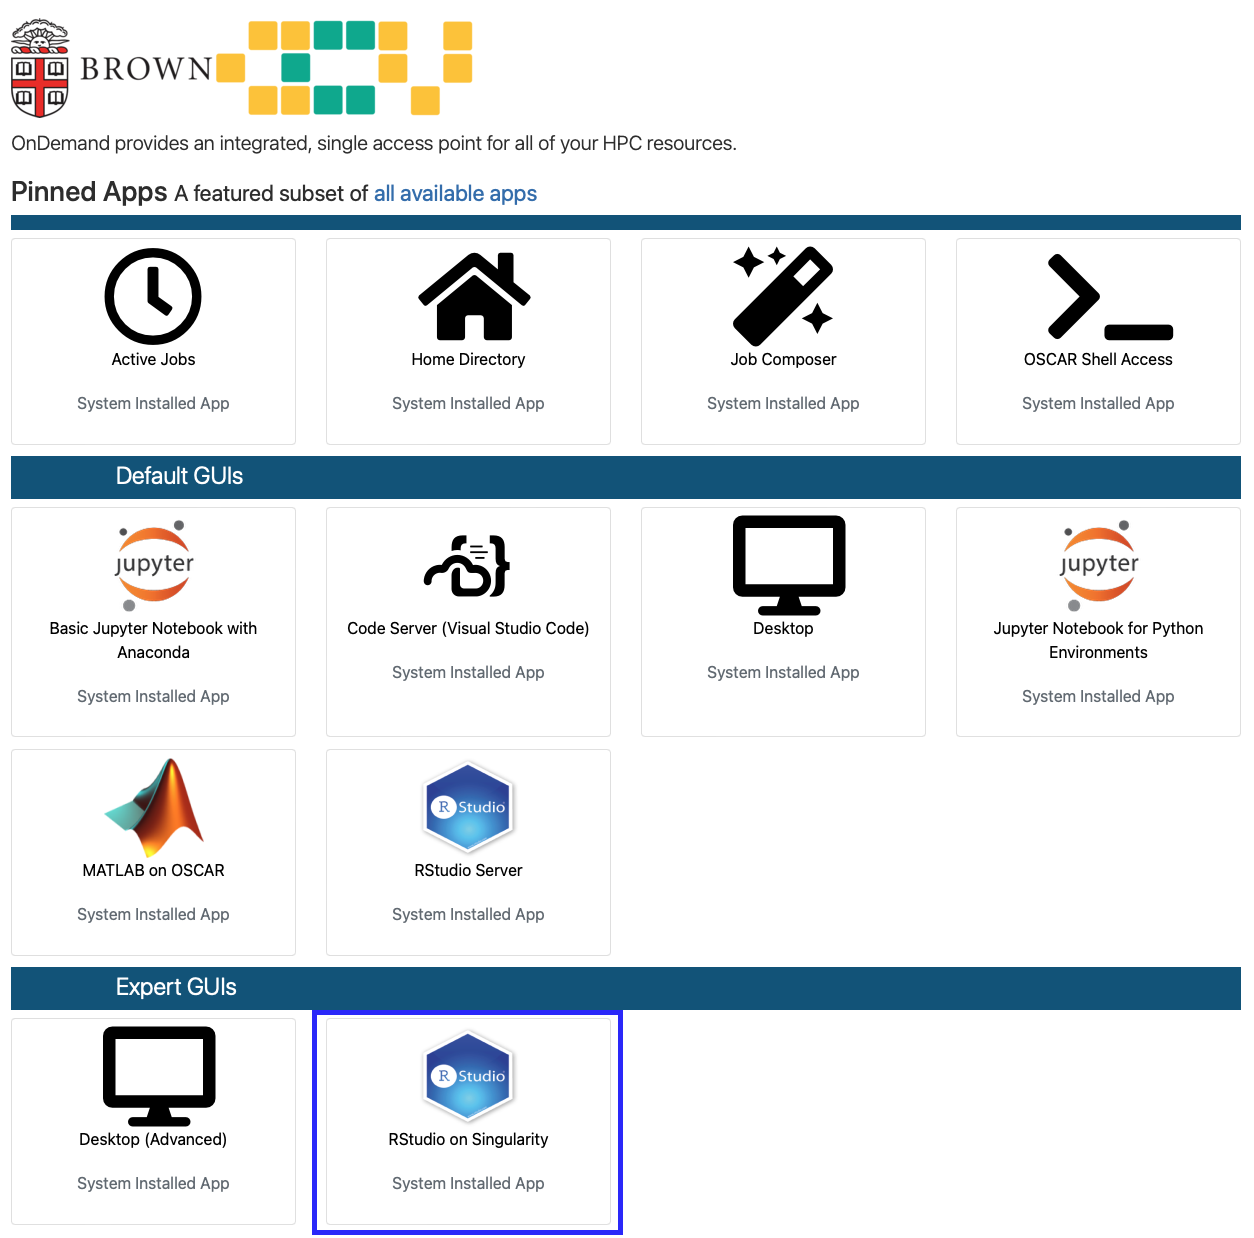 BROWN
OnDemand provides an integrated, single access point for all of your HPC resources.
Pinned Apps A featured subset of all available apps
Active Jobs
System Installed App
Home Directory
System Installed App
Job Composer
System Installed App
OSCAR Shell Access
System Installed App
Default GUIs
jupyter
Basic Jupyter Notebook with
Anaconda
System Installed App
Code Server (Visual Studio Code)
System Installed App
Desktop
System Installed App
jupyter
Jupyter Notebook for Python
Environments
System Installed App
MATLAB on OSCAR
System Installed App
R Studio
RStudio Server
System Installed App
Expert GUIs
Desktop (Advanced)
System Installed App
R Studio
RStudio on Singularity
System Installed App